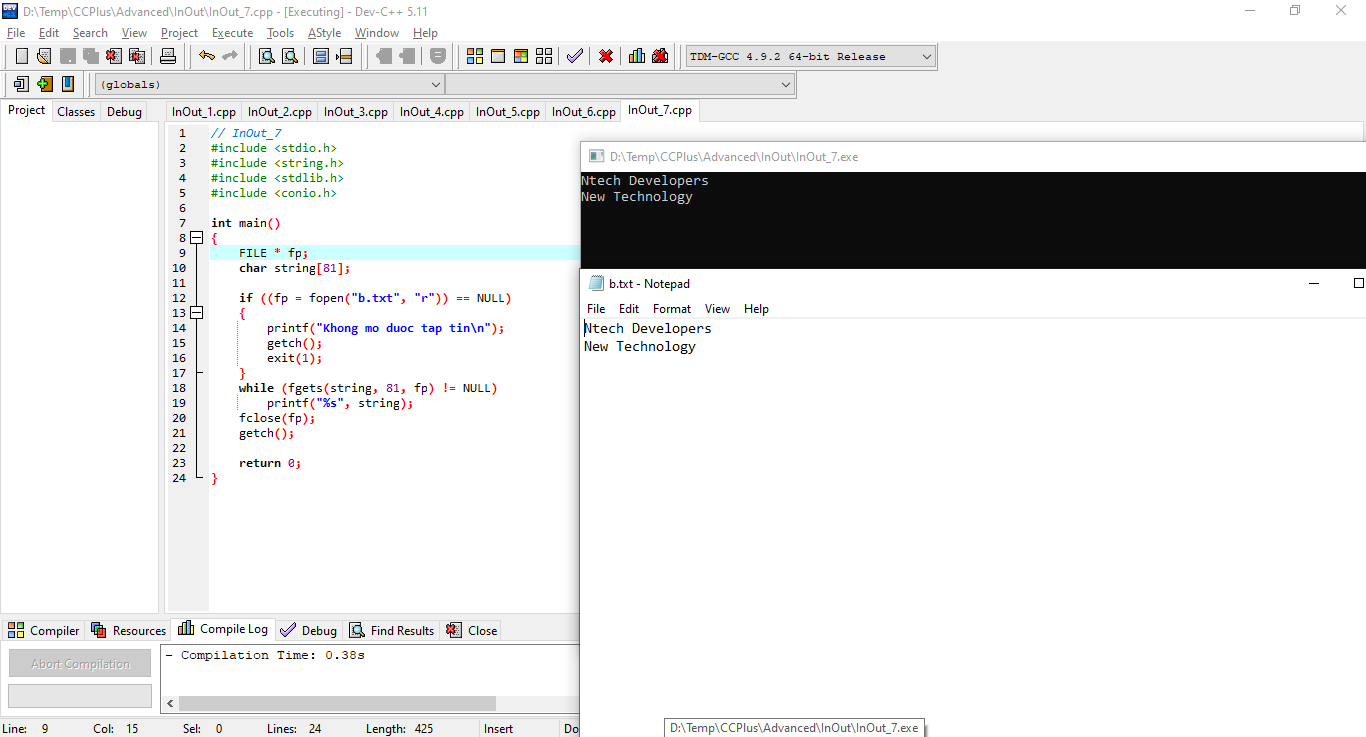 D:\Temp\CCPlus\Advanced\InOut\InOut_7.cpp - [Executing] - Dev-C++ 5.11
File Edit Search View Project Execute Tools AStyle Window Help
TDM-GCC 4.9.2 64-bit Release
(globals)
Project Classes Debug
InOut_1.cpp InOut_2.cpp InOut_3.cpp InOut_4.cpp InOut_5.cpp InOut_6.cpp InOut_7.cpp
1 // InOut_7
2 #include <stdio.h>
3 #include <string.h>
4 #include <stdlib.h>
5 #include <conio.h>
6
7 int main()
8 {
9 FILE * fp;
10 char string[81];
11
12 if ((fp = fopen("b.txt", "r")) == NULL)
13 {
14 printf("Khong mo duoc tap tin\n");
15 getch();
16 exit(1);
17 }
18 while (fgets(string, 81, fp) != NULL)
19 printf("%s", string);
20 fclose(fp);
21 getch();
22
23 return 0;
24 }
D:\Temp\CCPlus\Advanced\InOut\InOut_7.exe
Ntech Developers
New Technology
b.txt - Notepad
File Edit Format View Help
Ntech Developers
New Technology
Compiler Resources Compile Log Debug Find Results Close
Abort Compilation
- Compilation Time: 0.38s
Line: 9 Col: 15 Sel: 0 Lines: 24 Length: 425 Insert Do
D:\Temp\CCPlus\Advanced\InOut\InOut_7.exe